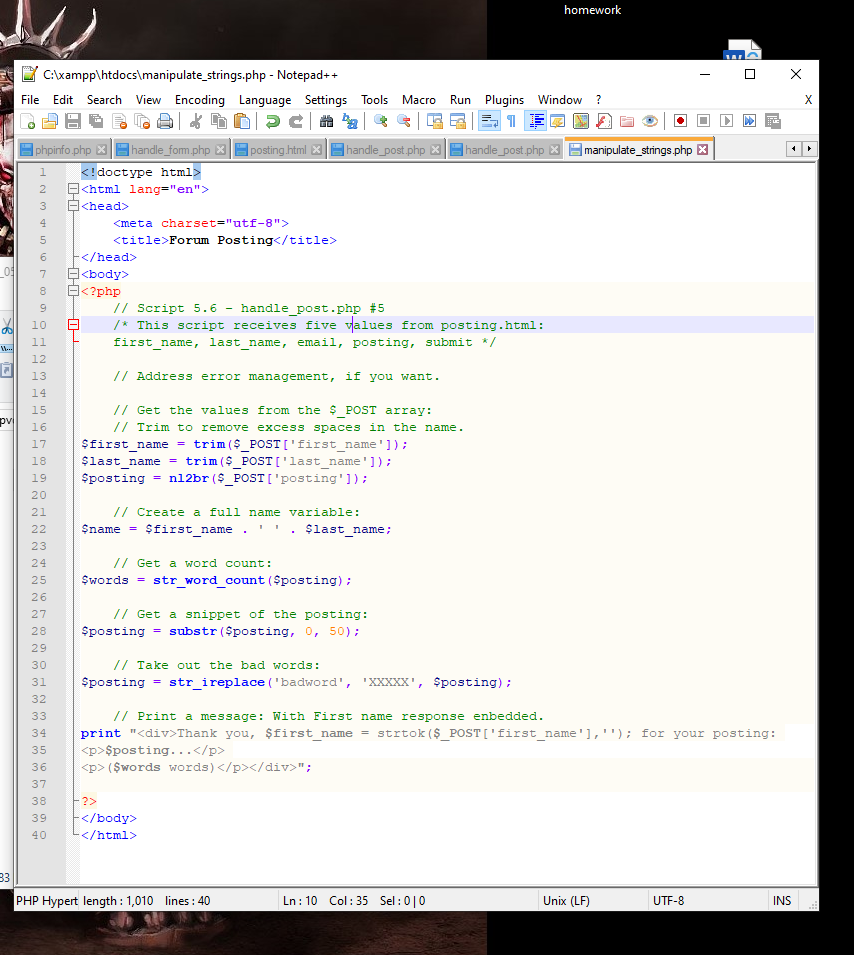 homework
C:\xampp\htdocs\manipulate_strings.php - Notepad++
File Edit Search View Encoding Language Settings Tools Macro Run Plugins Window ? X
phpinfo.php handle_form.php posting.html handle_post.php handle_post.php manipulate_strings.php
1 <!doctype html>
2 <html lang="en">
3 <head>
4 <meta charset="utf-8">
5 <title>Forum Posting</title>
6 </head>
7 <body>
8 <?php
9 // Script 5.6 - handle_post.php #5
10 /* This script receives five values from posting.html:
11 first_name, last_name, email, posting, submit */
12
13 // Address error management, if you want.
14
15 // Get the values from the $_POST array:
16 // Trim to remove excess spaces in the name.
17 $first_name = trim($_POST['first_name']);
18 $last_name = trim($_POST['last_name']);
19 $posting = nl2br($_POST['posting']);
20
21 // Create a full name variable:
22 $name = $first_name . ' ' . $last_name;
23
24 // Get a word count:
25 $words = str_word_count($posting);
26
27 // Get a snippet of the posting:
28 $posting = substr($posting, 0, 50);
29
30 // Take out the bad words:
31 $posting = str_ireplace('badword', 'XXXXX', $posting);
32
33 // Print a message: With First name response enbedded.
34 print "<div>Thank you, $first_name = strtok($_POST['first_name'],''); for your posting:
35 <p>$posting...</p>
36 <p>($words words)</p></div>";
37
38 ?>
39 </body>
40 </html>
PHP Hypert length : 1,010 lines : 40 Ln : 10 Col : 35 Sel : 0 | 0 Unix (LF) UTF-8 INS